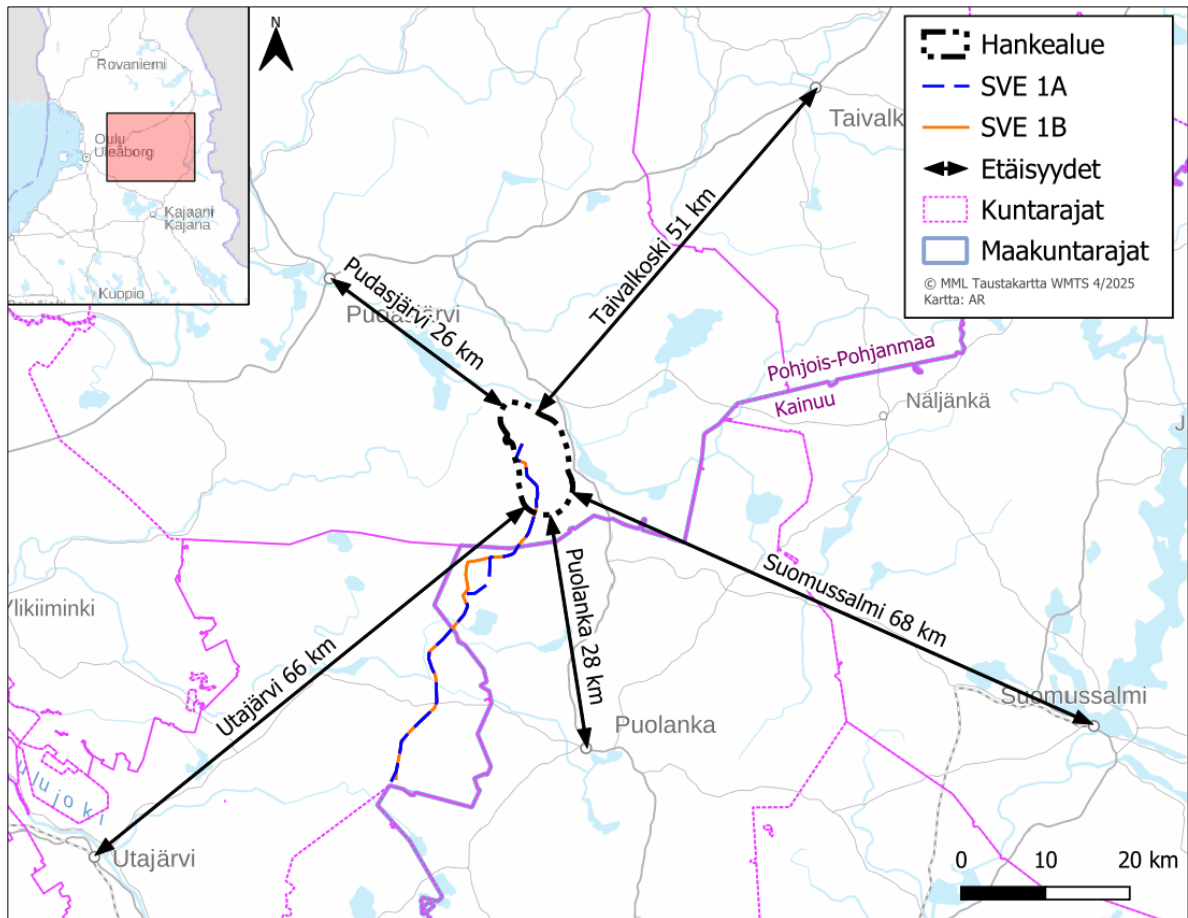 Rovaniemi
Oulu
Uleåborg
Kajaani
Kajana
Kuopio
N
Hankealue
SVE 1A
SVE 1B
Etäisyydet
Kuntarajat
Maakuntarajat
© MML Taustakartta WMTS 4/2025
Kartta: AR
Taivalk
Taivalkoski 51 km
Pudasjärvi 26 km
Pudasjärvi
Pohjois-Pohjanmaa
Kainuu
Näljänkä
Ylikiiminki
Utajärvi 66 km
Puolanka 28 km
Suomussalmi 68 km
Suomussalmi
Puolanka
ulujoki
Utajärvi
0 10 20 km